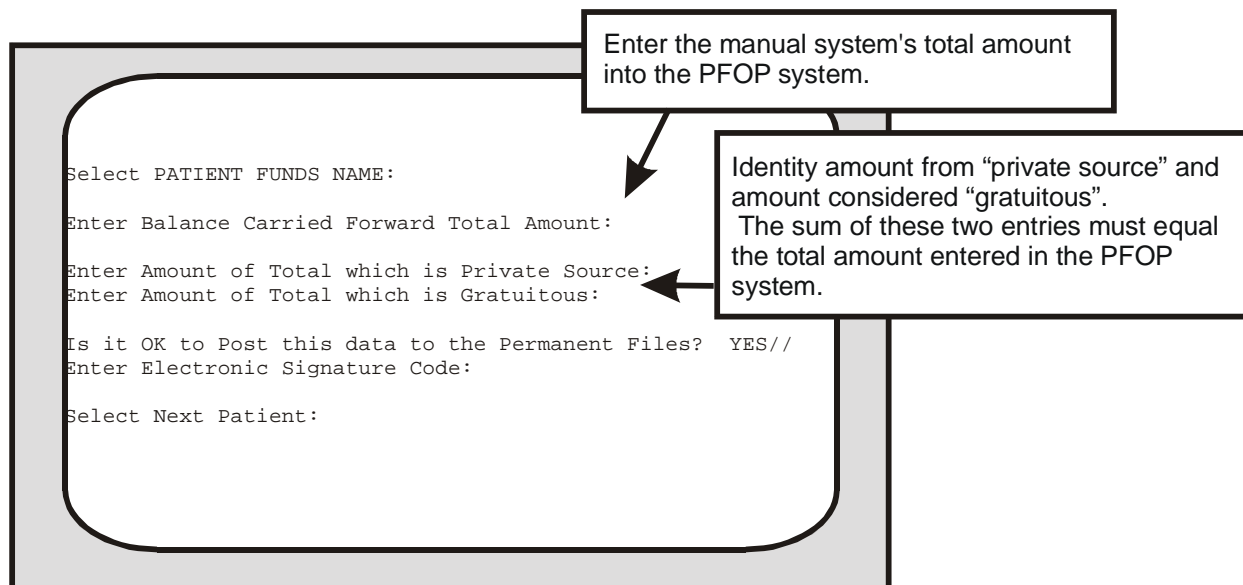 Enter the manual system's total amount
into the PFOP system.
Select PATIENT FUNDS NAME:
Enter Balance Carried Forward Total Amount:
Identity amount from “private source” and
amount considered “gratuitous”.
The sum of these two entries must equal
the total amount entered in the PFOP
system.
Enter Amount of Total which is Private Source:
Enter Amount of Total which is Gratuitous:
Is it OK to Post this data to the Permanent Files?  YES//
Enter Electronic Signature Code:
Select Next Patient: